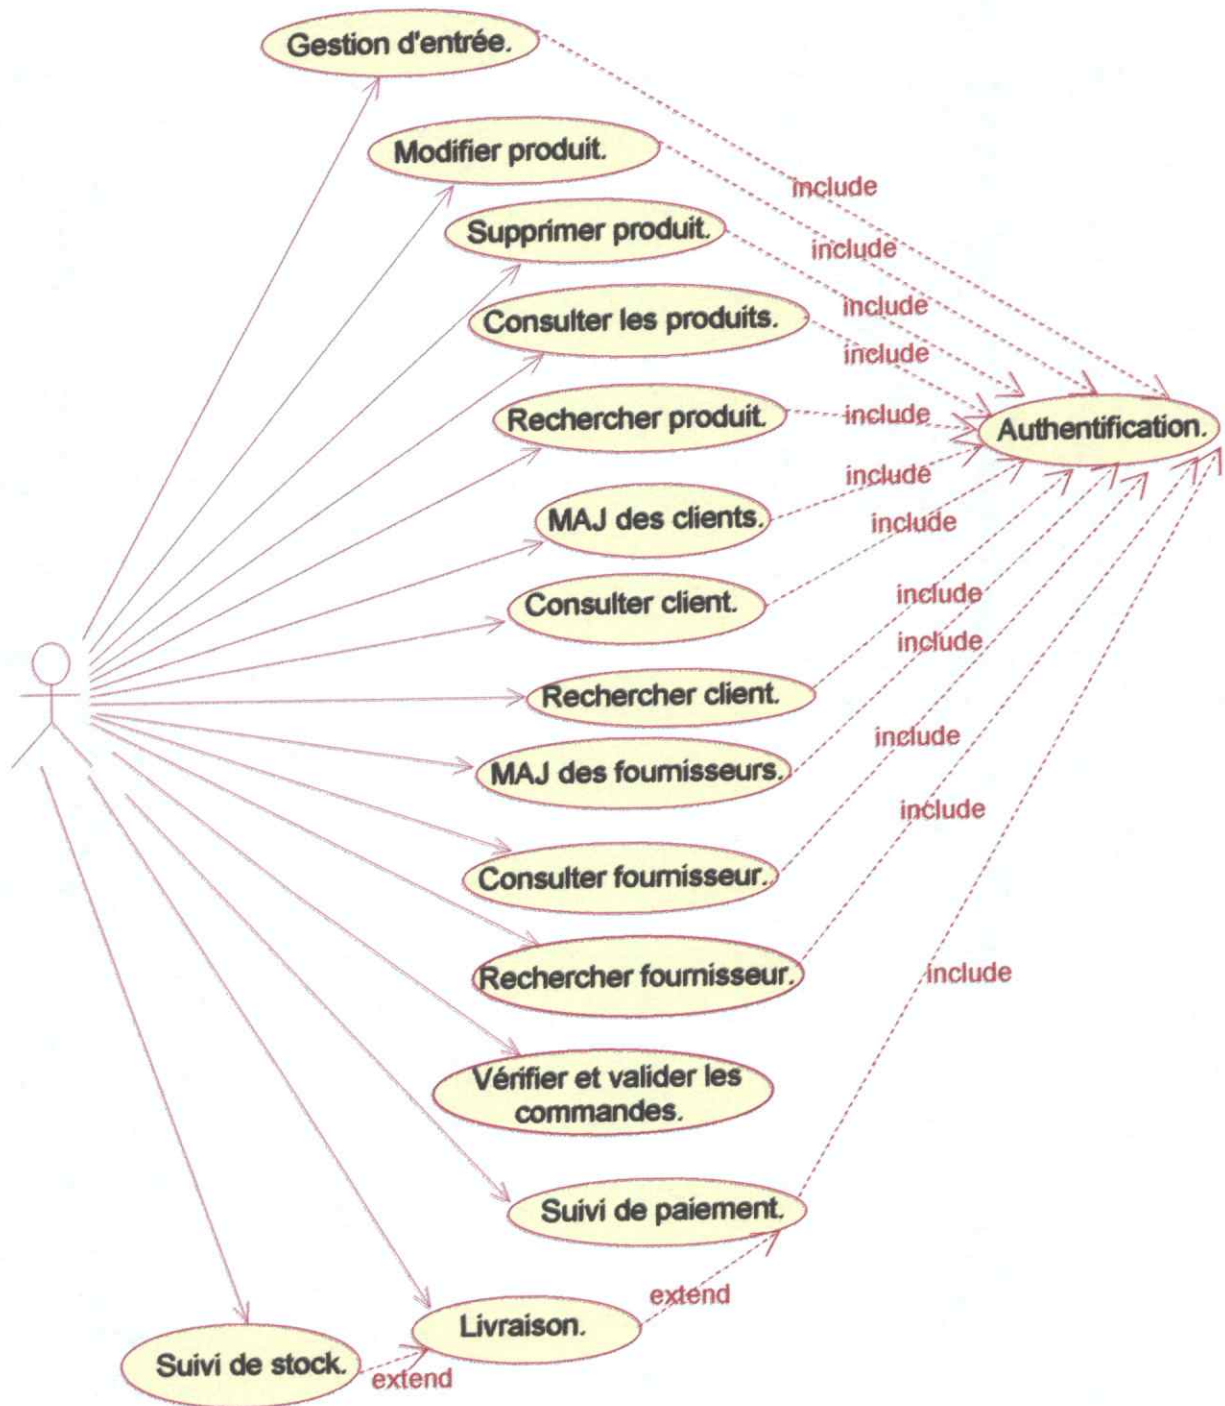 Gestion d'entrée.
Modifier produit.
include
Supprimer produit.
include
include
Consulter les produits.
include
Rechercher produit.
include
Authentification.
include
MAJ des clients.
include
Consulter client.
include
include
Rechercher client.
include
MAJ des fournisseurs.
include
Consulter fournisseur.
include
Rechercher fournisseur.
Vérifier et valider les
commandes.
Suivi de paiement.
extend
Livraison.
Suivi de stock.
extend